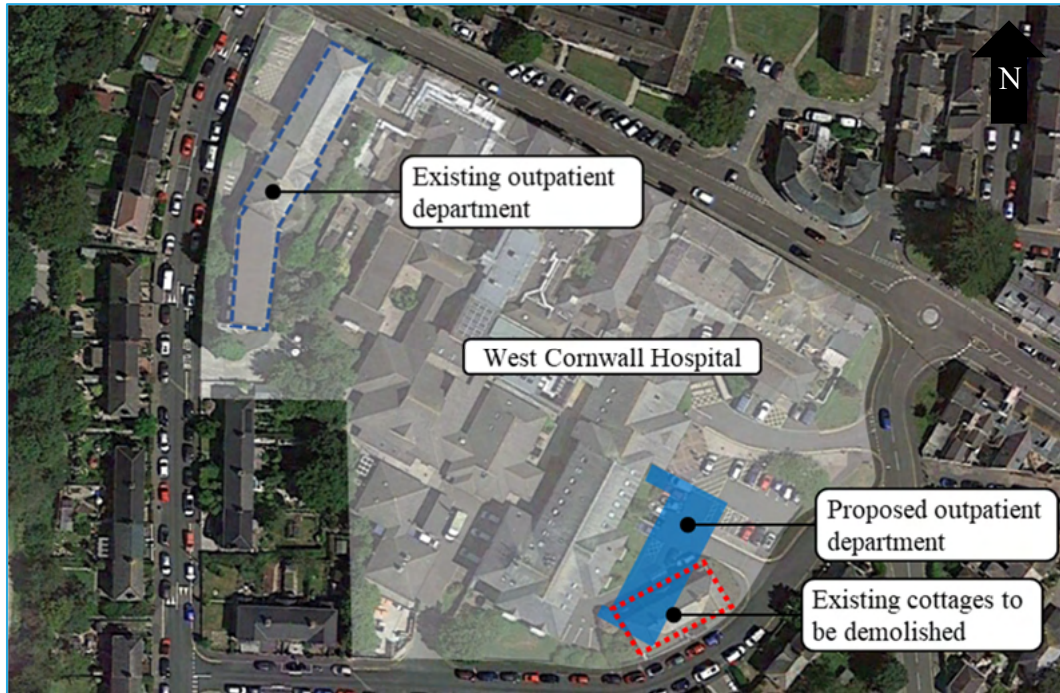 N
Existing outpatient
department
West Cornwall Hospital
Proposed outpatient
department
Existing cottages to
be demolished